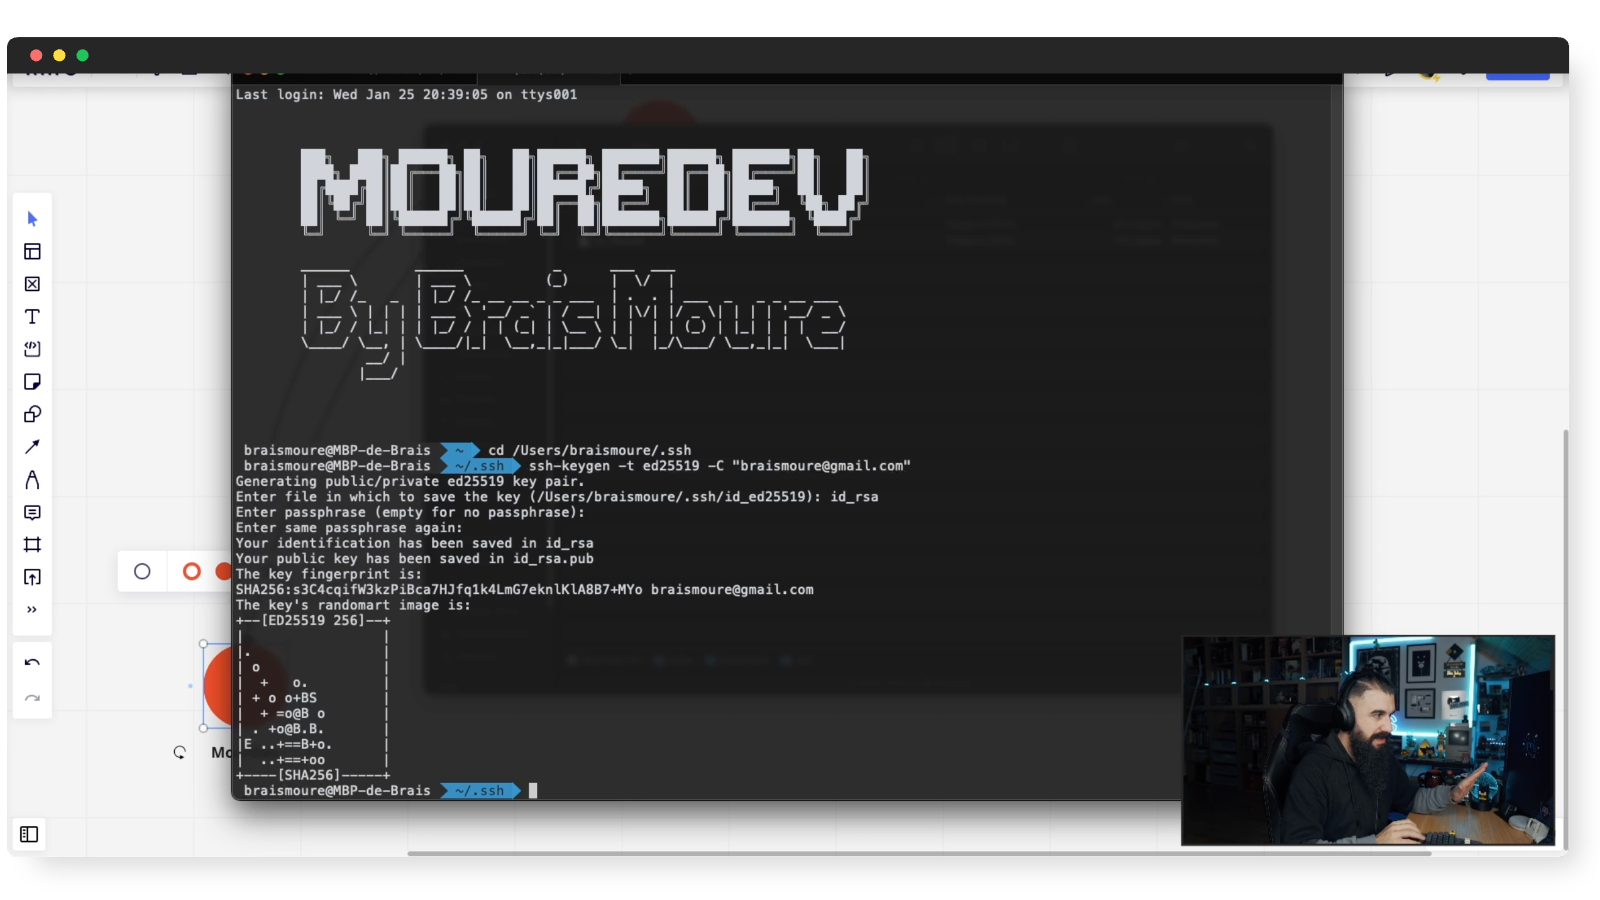 Last login: Wed Jan 25 20:39:05 on ttys001
MOUREDEV
By Brais Moure
braismoure@MBP-de-Brais ~ cd /Users/braismoure/.ssh
braismoure@MBP-de-Brais ~/.ssh ssh-keygen -t ed25519 -C "braismoure@gmail.com"
Generating public/private ed25519 key pair.
Enter file in which to save the key (/Users/braismoure/.ssh/id_ed25519): id_rsa
Enter passphrase (empty for no passphrase):
Enter same passphrase again:
Your identification has been saved in id_rsa
Your public key has been saved in id_rsa.pub
The key fingerprint is:
SHA256:s3C4cqifW3kzPiBca7HJfq1k4LmG7eknlKlA8B7+MYo braismoure@gmail.com
The key's randomart image is:
+--[ED25519 256]--+
|                 |
|.                |
| o               |
|  +   o.         |
| + o o+BS        |
|  + =o@B o       |
| . +o@B.B.       |
|E ..+==B+o.      |
|  ..+==+oo       |
+----[SHA256]-----+
braismoure@MBP-de-Brais ~/.ssh